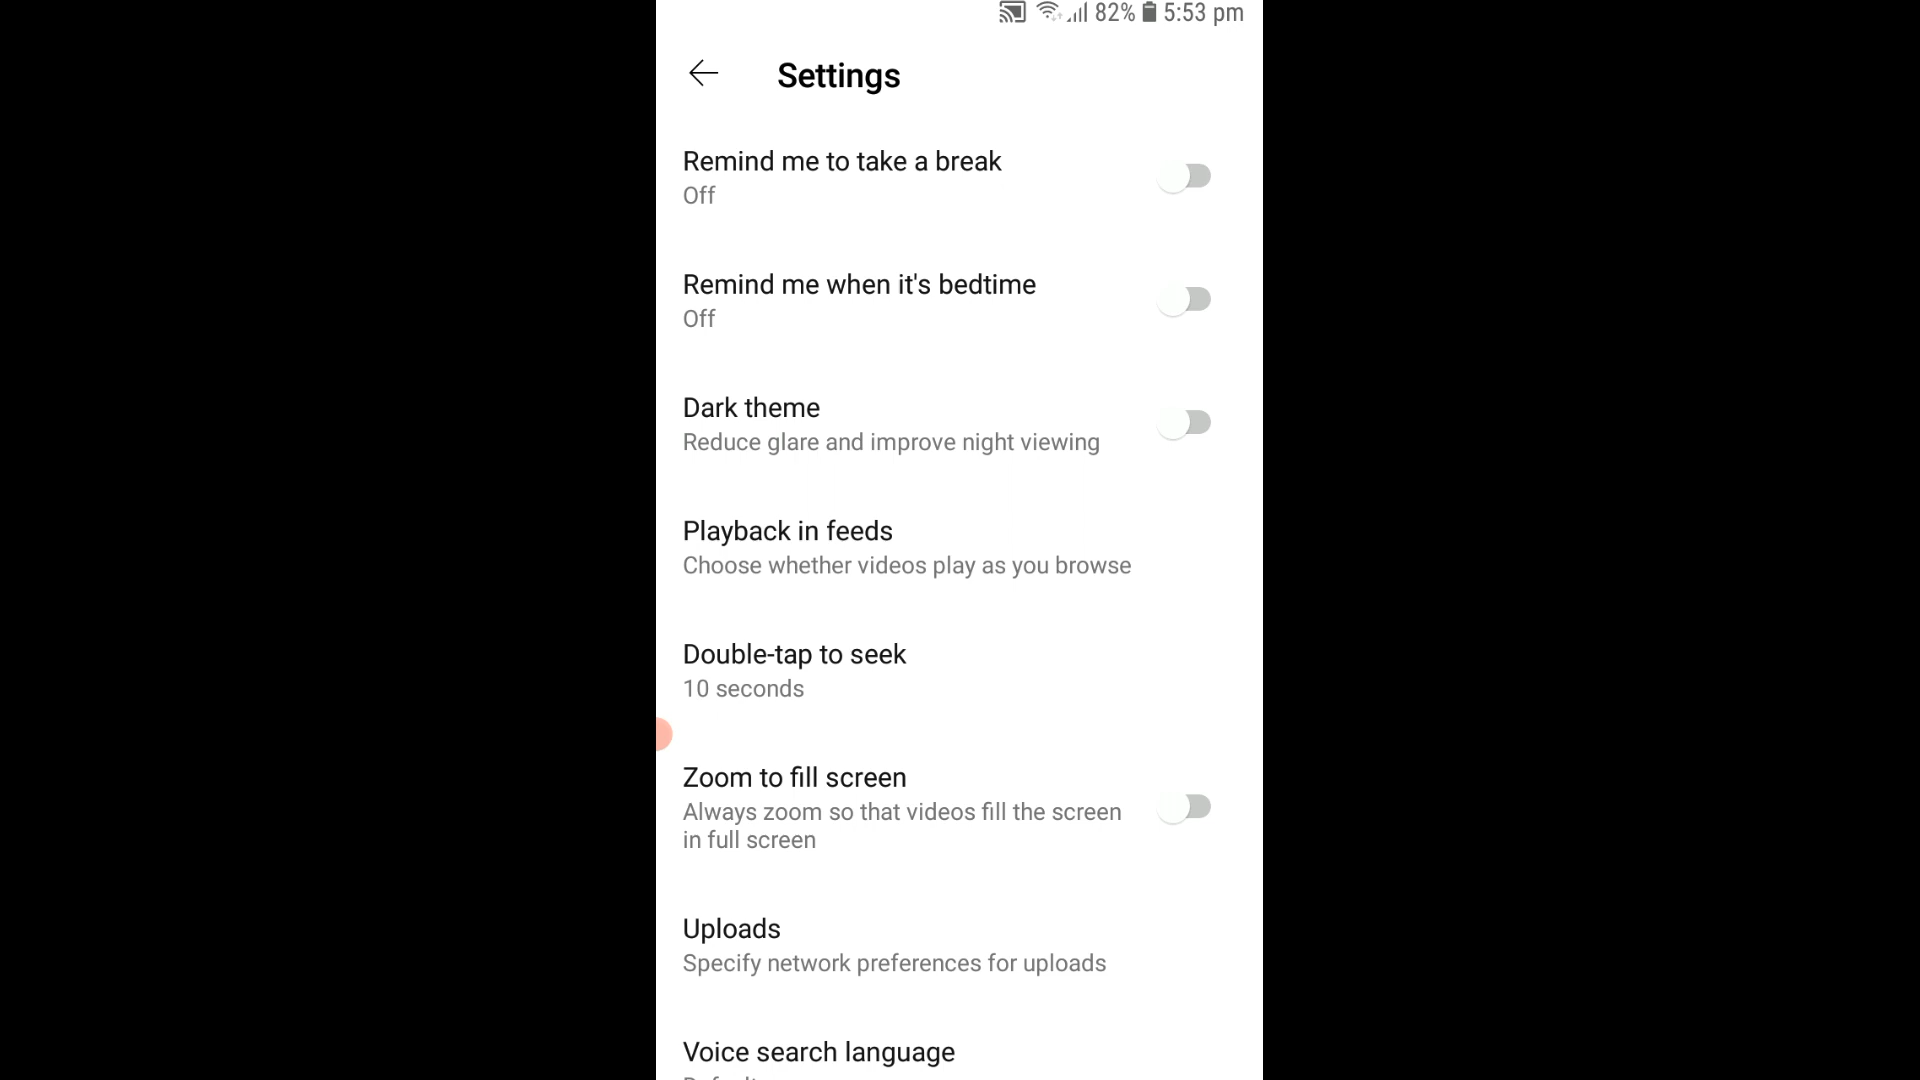 82% 5:53 pm
Settings
Remind me to take a break
Off
Remind me when it's bedtime
Off
Dark theme
Reduce glare and improve night viewing
Playback in feeds
Choose whether videos play as you browse
Double-tap to seek
10 seconds
Zoom to fill screen
Always zoom so that videos fill the screen
in full screen
Uploads
Specify network preferences for uploads
Voice search language